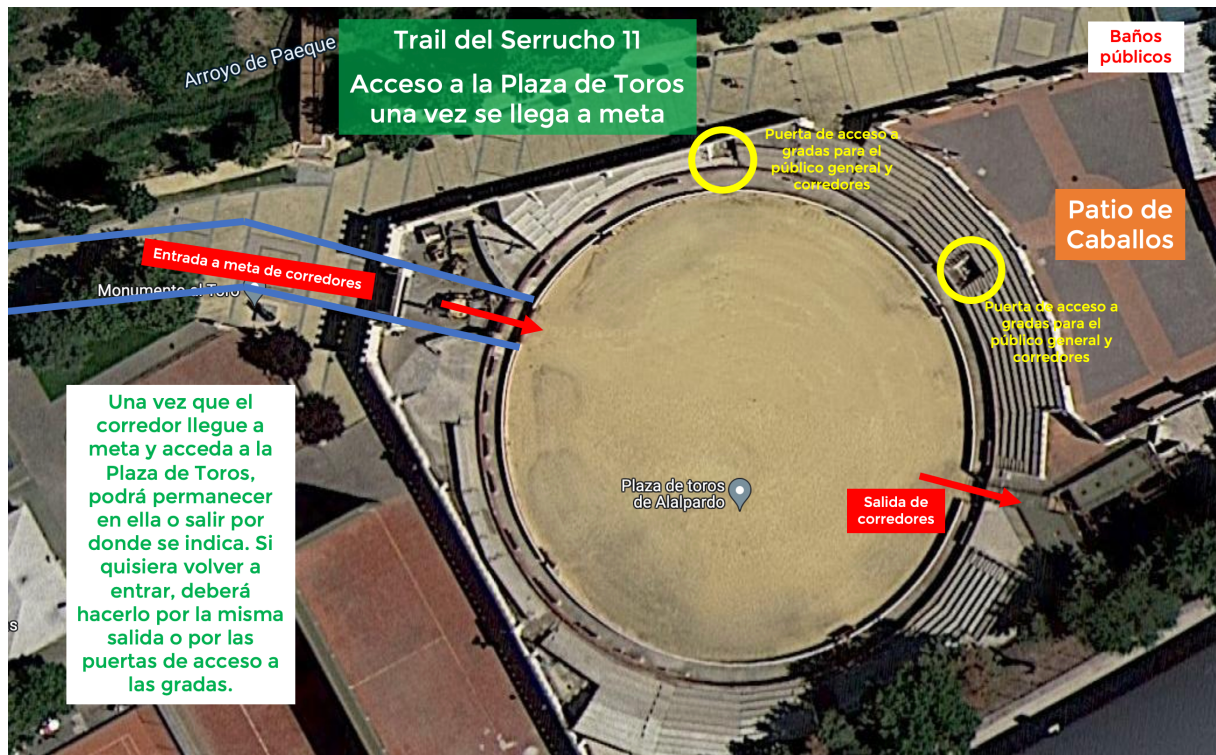 Trail del Serrucho 11
Acceso a la Plaza de Toros
una vez se llega a meta
Baños
públicos
Arroyo de Paeque
Puerta de acceso a
gradas para el
público general y
corredores
Patio de
Caballos
Entrada a meta de corredores
Monumento al Toro
Puerta de acceso a
gradas para el
público general y
corredores
Una vez que el
corredor llegue a
meta y acceda a la
Plaza de Toros,
podrá permanecer
en ella o salir por
donde se indica. Si
quisiera volver a
entrar, deberá
hacerlo por la misma
salida o por las
puertas de acceso a
las gradas.
Plaza de toros
de Alalpardo
Salida de
corredores
s